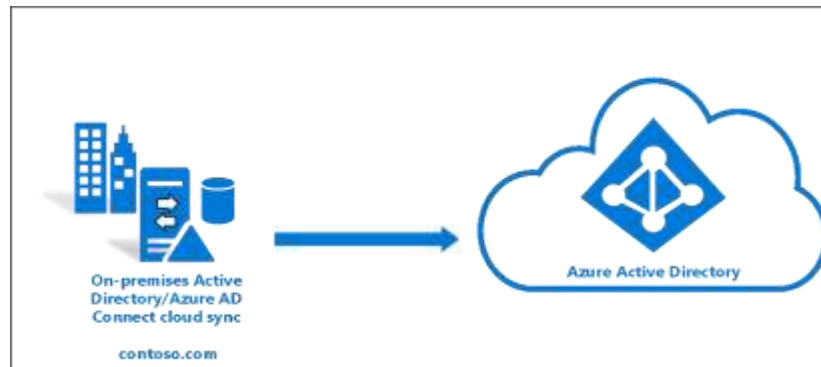 On-premises Active
Directory/Azure AD
Connect cloud sync
contoso.com
Azure Active Directory